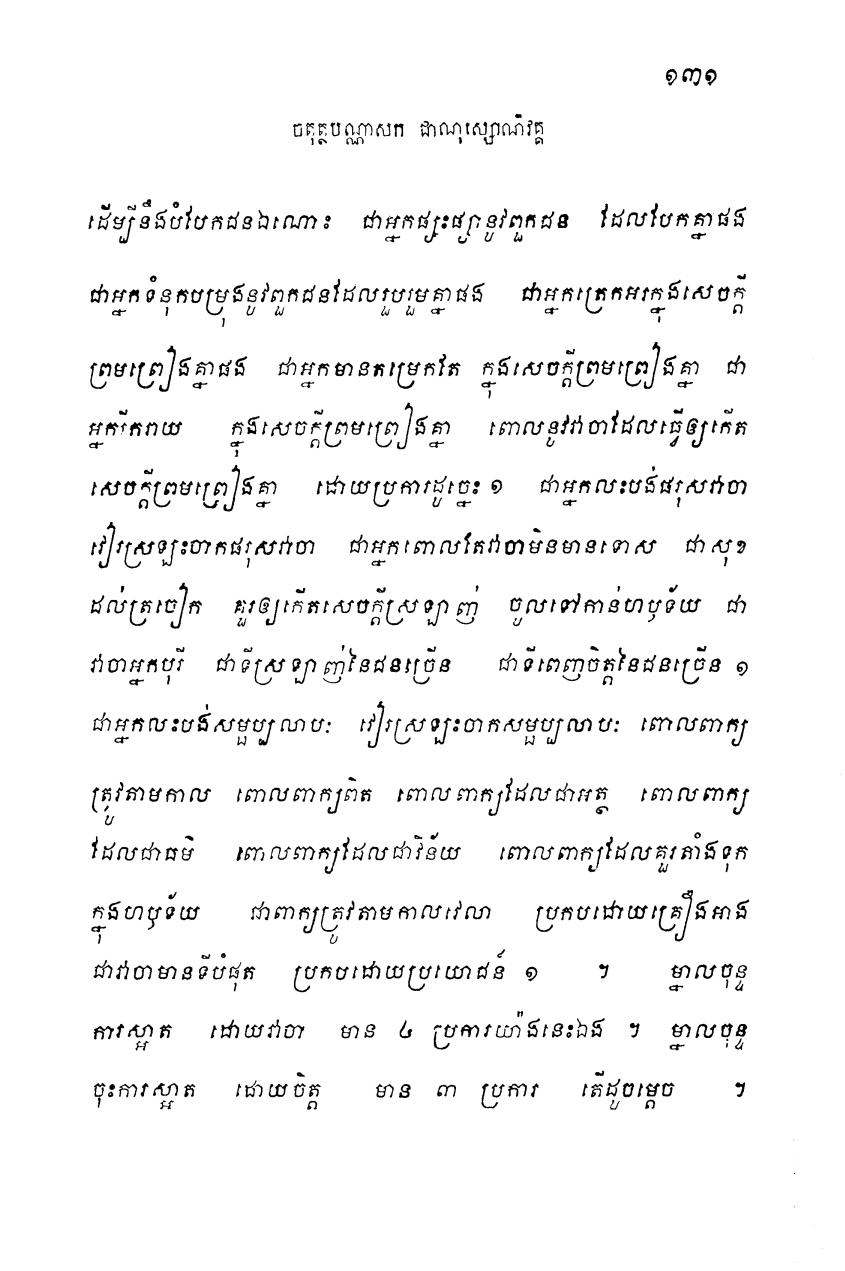 ១៣១
ចតុត្ថបណ្ណាសក ជាណុស្សោណិវគ្គ
ដើម្បីនឹងបំបែកជនឯណោះ ជាអ្នកផ្សះផ្សានូវពួកជន ដែលបែកគ្នាផង
ជាអ្នកទំនុកបម្រុងនូវពួកជនដែលរួបរួមគ្នាផង ជាអ្នកត្រេកអរក្នុងសេចក្តី
ព្រមព្រៀងគ្នាផង ជាអ្នកមានតម្រេកតែ ក្នុងសេចក្តីព្រមព្រៀងគ្នា ជា
អ្នករីករាយ ក្នុងសេចក្តីព្រមព្រៀងគ្នា ពោលនូវវាចាដែលធ្វើឲ្យកើត
សេចក្តីព្រមព្រៀងគ្នា ដោយប្រការដូច្នេះ ១ ជាអ្នកលះបង់ផរុសវាចា
វៀរស្រឡះចាកផរុសវាចា ជាអ្នកពោលតែវាចាមិនមានទោស ជាសុខ
ដល់ត្រចៀក គួរឲ្យកើតសេចក្តីស្រឡាញ់ ចូលទៅកាន់ហឫទ័យ ជា
វាចាអ្នកបុរី ជាទីស្រឡាញ់នៃជនច្រើន ជាទីពេញចិត្តនៃជនច្រើន ១
ជាអ្នកលះបង់សម្ផប្បលាបៈ វៀរស្រឡះចាកសម្ផប្បលាបៈ ពោលពាក្យ
ត្រូវតាមកាល ពោលពាក្យពិត ពោលពាក្យដែលជាអត្ថ ពោលពាក្យ
ដែលជាធម៌ ពោលពាក្យដែលជាវិន័យ ពោលពាក្យដែលគួរតាំងទុក
ក្នុងហឫទ័យ ជាពាក្យត្រូវតាមកាលវេលា ប្រកបដោយគ្រឿងអាង
ជាវាចាមានទីបំផុត ប្រកបដោយប្រយោជន៍ ១ ។ ម្នាលចុន្ទ
ការស្អាត ដោយវាចា មាន ៤ ប្រការយ៉ាងនេះឯង ។ ម្នាលចុន្ទ
ចុះការស្អាត ដោយចិត្ត មាន ៣ ប្រការ តើដូចម្តេច ។